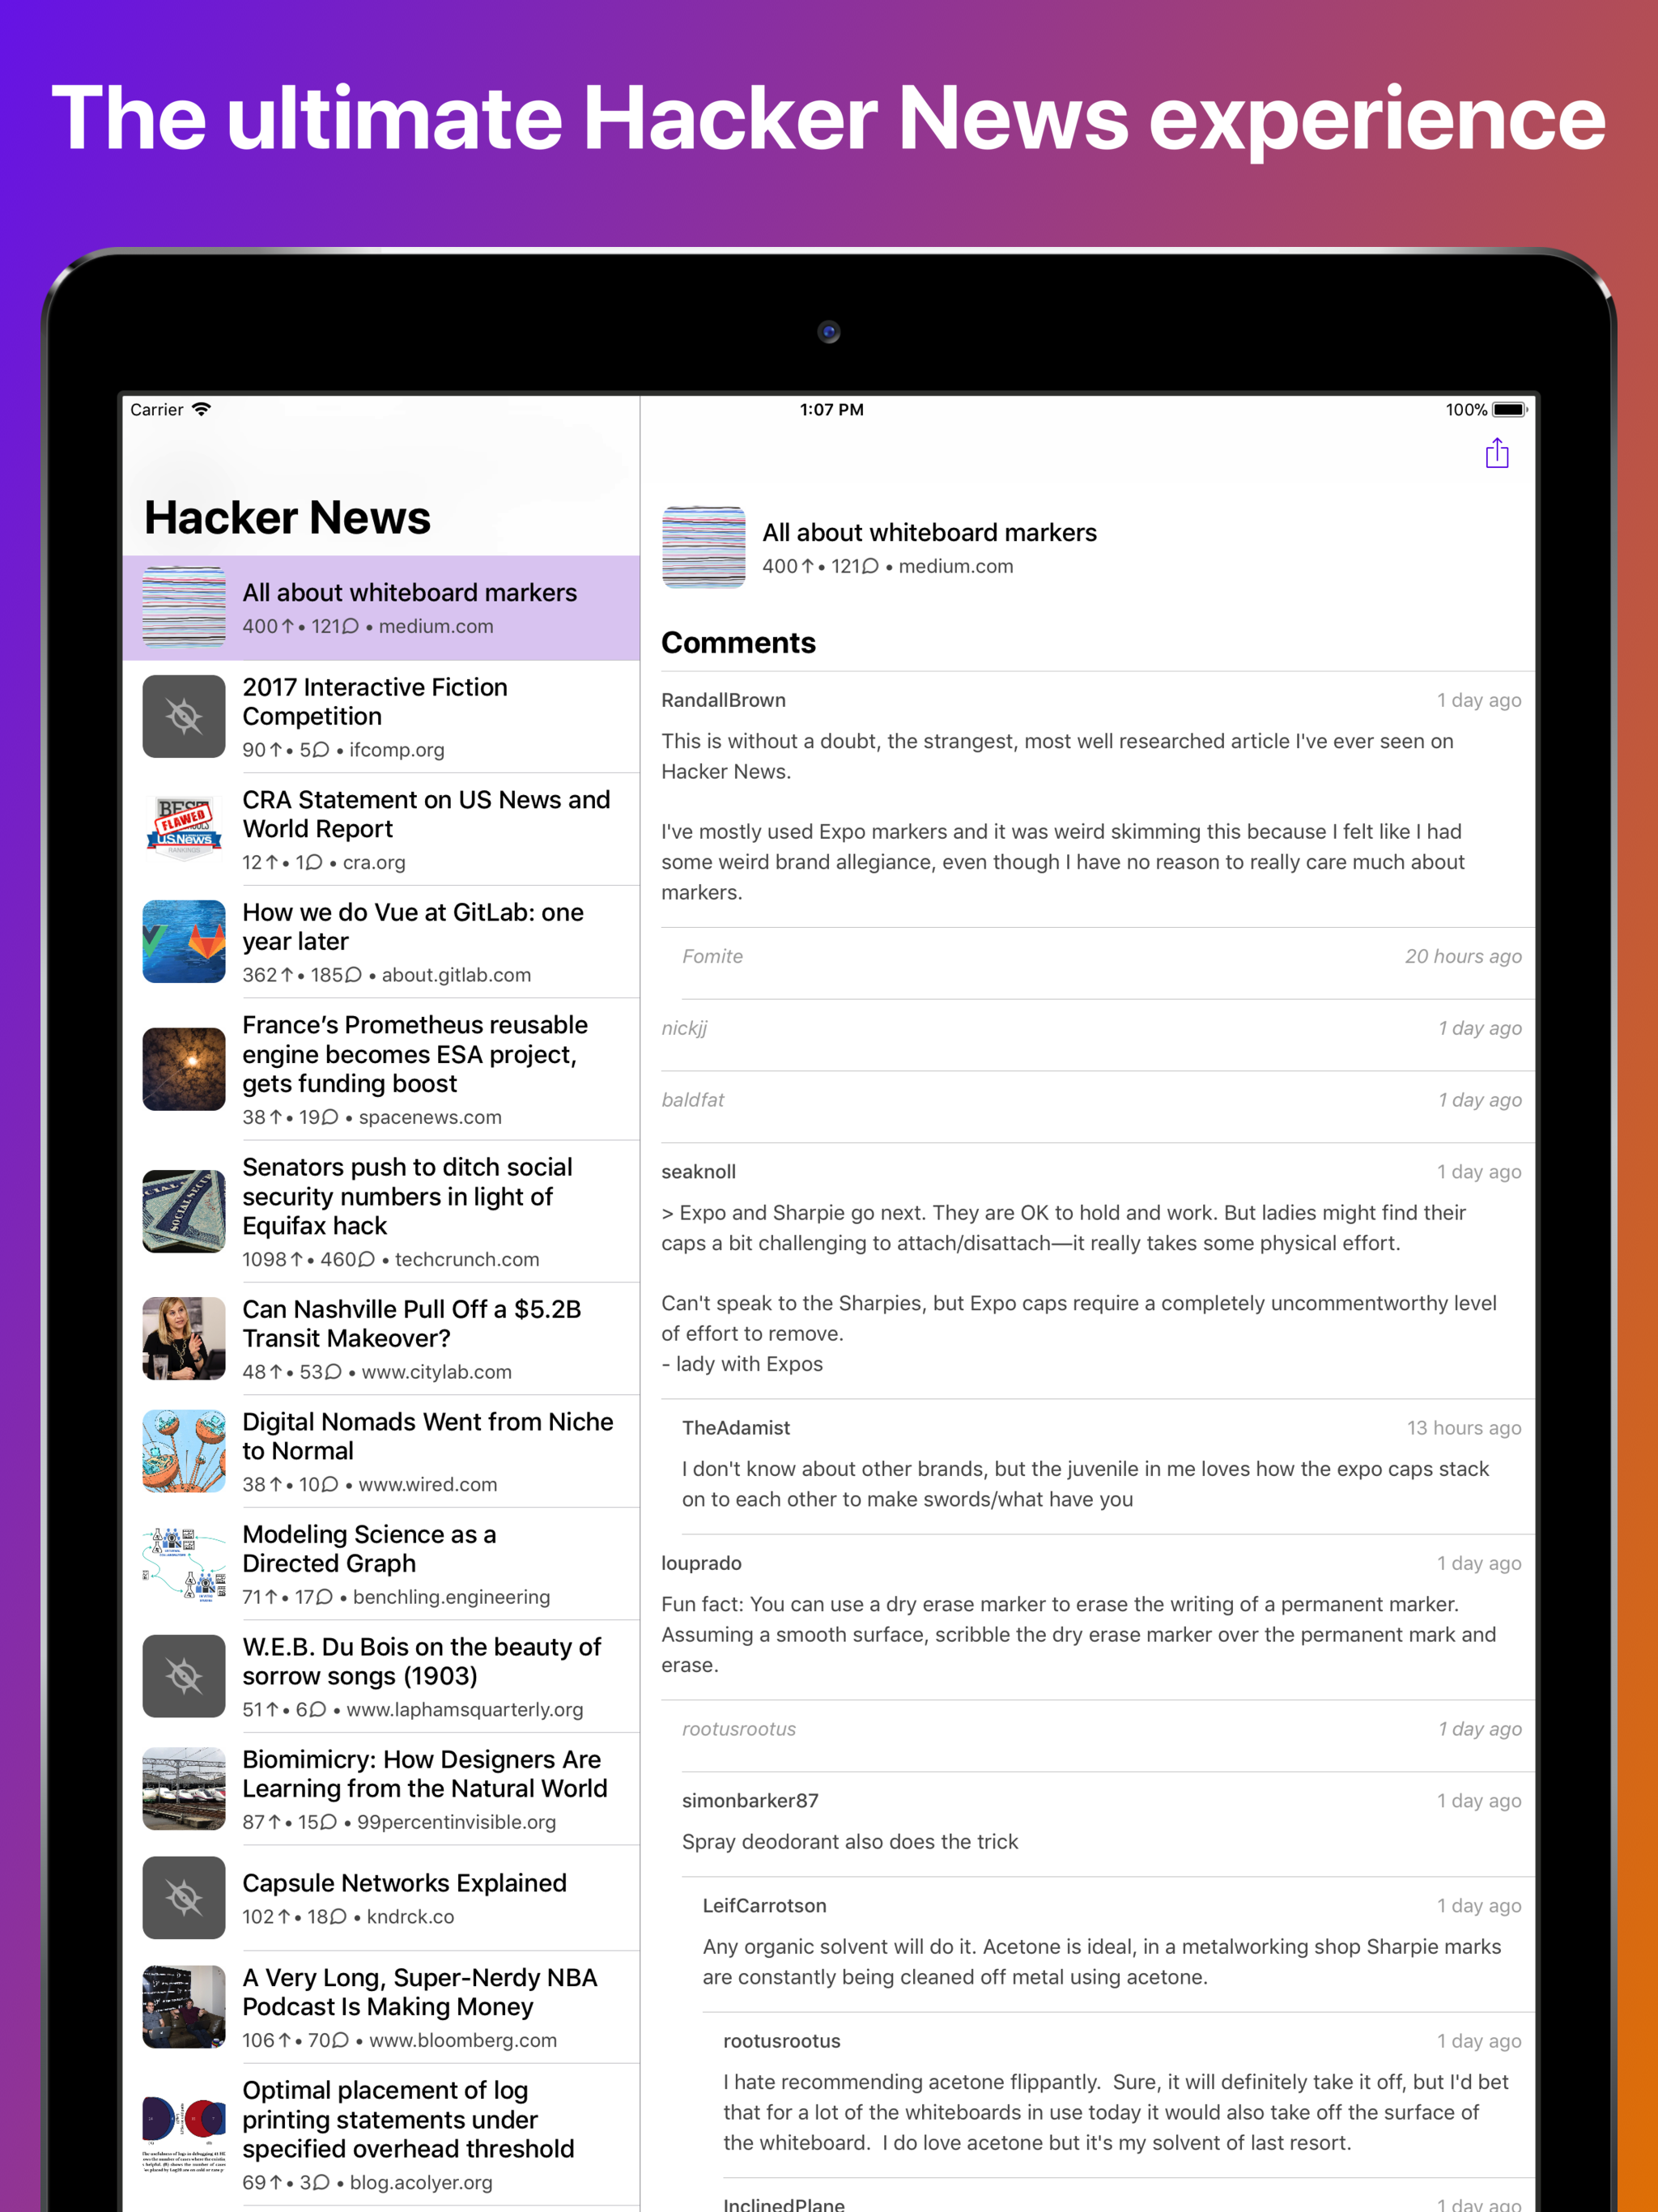 The ultimate Hacker News experience
Carrier
1:07 PM
100%
Hacker News
All about whiteboard markers
400↑ • 121 • medium.com
2017 Interactive Fiction
Competition
90↑ • 5 • ifcomp.org
BEST
FLAWED
US News
RANKINGS
CRA Statement on US News and
World Report
12↑ • 1 • cra.org
How we do Vue at GitLab: one
year later
362↑ • 185 • about.gitlab.com
France’s Prometheus reusable
engine becomes ESA project,
gets funding boost
38↑ • 19 • spacenews.com
SOCIAL SECU
Senators push to ditch social
security numbers in light of
Equifax hack
1098↑ • 460 • techcrunch.com
Can Nashville Pull Off a $5.2B
Transit Makeover?
48↑ • 53 • www.citylab.com
Digital Nomads Went from Niche
to Normal
38↑ • 10 • www.wired.com
Modeling Science as a
Directed Graph
71↑ • 17 • benchling.engineering
W.E.B. Du Bois on the beauty of
sorrow songs (1903)
51↑ • 6 • www.laphamsquarterly.org
Biomimicry: How Designers Are
Learning from the Natural World
87↑ • 15 • 99percentinvisible.org
Capsule Networks Explained
102↑ • 18 • kndrck.co
A Very Long, Super-Nerdy NBA
Podcast Is Making Money
106↑ • 70 • www.bloomberg.com
Optimal placement of log
printing statements under
specified overhead threshold
69↑ • 3 • blog.acolyer.org
All about whiteboard markers
400↑ • 121 • medium.com
Comments
RandallBrown 1 day ago
This is without a doubt, the strangest, most well researched article I've ever seen on
Hacker News.
I've mostly used Expo markers and it was weird skimming this because I felt like I had
some weird brand allegiance, even though I have no reason to really care much about
markers.
Fomite 20 hours ago
nickjj 1 day ago
baldfat 1 day ago
seaknoll 1 day ago
> Expo and Sharpie go next. They are OK to hold and work. But ladies might find their
caps a bit challenging to attach/disattach—it really takes some physical effort.
Can't speak to the Sharpies, but Expo caps require a completely uncommentworthy level
of effort to remove.
- lady with Expos
TheAdamist 13 hours ago
I don't know about other brands, but the juvenile in me loves how the expo caps stack
on to each other to make swords/what have you
louprado 1 day ago
Fun fact: You can use a dry erase marker to erase the writing of a permanent marker.
Assuming a smooth surface, scribble the dry erase marker over the permanent mark and
erase.
rootusrootus 1 day ago
simonbarker87 1 day ago
Spray deodorant also does the trick
LeifCarrotson 1 day ago
Any organic solvent will do it. Acetone is ideal, in a metalworking shop Sharpie marks
are constantly being cleaned off metal using acetone.
rootusrootus 1 day ago
I hate recommending acetone flippantly.  Sure, it will definitely take it off, but I'd bet
that for a lot of the whiteboards in use today it would also take off the surface of
the whiteboard.  I do love acetone but it's my solvent of last resort.
InclinedPlane 1 day ago